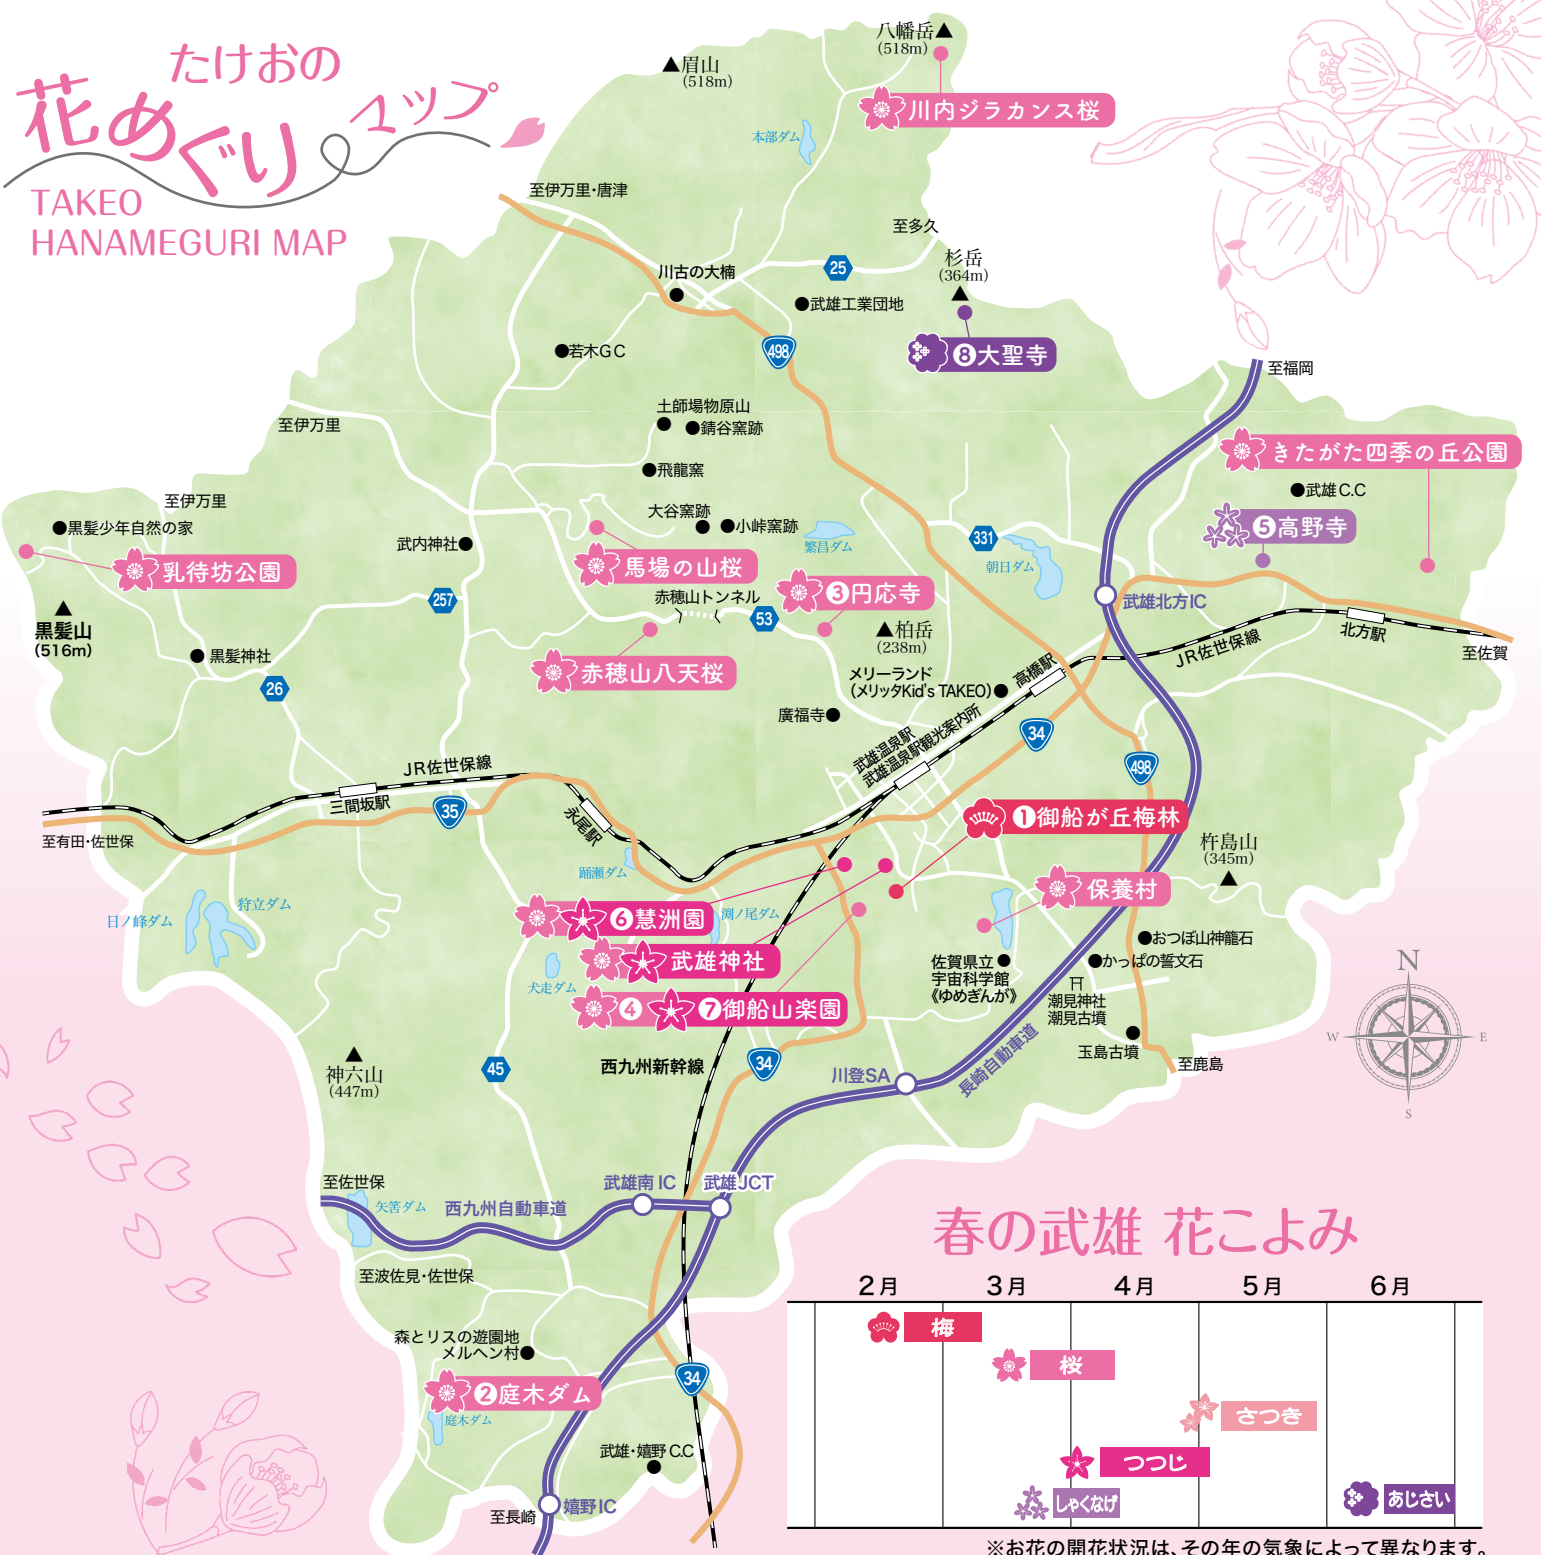 たけおの
花めぐり
マップ
TAKEO
HANAMEGURI MAP
八幡岳▲
(518m)
▲眉山
(518m)
川内ジラカンス桜
本部ダム
至伊万里・唐津
至多久
杉岳
(364m)
▲
川古の大楠
25
●武雄工業団地
498
●若木GC
❽大聖寺
至福岡
土師場物原山
●錆谷窯跡
至伊万里
きたがた四季の丘公園
●飛龍窯
●武雄C.C
至伊万里
大谷窯跡
●小峠窯跡
❺高野寺
●黒髪少年自然の家
武内神社●
繁昌ダム
331
朝日ダム
乳待坊公園
馬場の山桜
赤穂山トンネル
❸円応寺
257
53
武雄北方IC
▲
黒髪山
(516m)
▲柏岳
(238m)
北方駅
JR佐世保線
至佐賀
●黒髪神社
赤穂山八天桜
メリーランド
(メリッタKid's TAKEO)●
高橋駅
26
廣福寺●
武雄温泉駅
武雄温泉駅観光案内所
34
498
JR佐世保線
三間坂駅
35
永尾駅
❶御船が丘梅林
至有田・佐世保
杵島山
(345m)
▲
踊瀬ダム
保養村
狩立ダム
日ノ峰ダム
❻慧洲園
渕ノ尾ダム
●おつぼ山神籠石
武雄神社
佐賀県立●
宇宙科学館
《ゆめぎんが》
●かっぱの誓文石
犬走ダム
潮見神社
潮見古墳
❹
❼御船山楽園
N
W
E
S
玉島古墳
至鹿島
▲
神六山
(447m)
45
西九州新幹線
34
川登SA
長崎自動車道
至佐世保
武雄南IC
武雄JCT
矢筈ダム
西九州自動車道
至波佐見・佐世保
森とリスの遊園地
メルヘン村●
34
❷庭木ダム
庭木ダム
武雄・嬉野C.C
至長崎
嬉野IC
春の武雄 花こよみ
2月 3月 4月 5月 6月
梅
桜
さつき
つつじ
しゃくなげ
あじさい
※お花の開花状況は、その年の気象によって異なります。